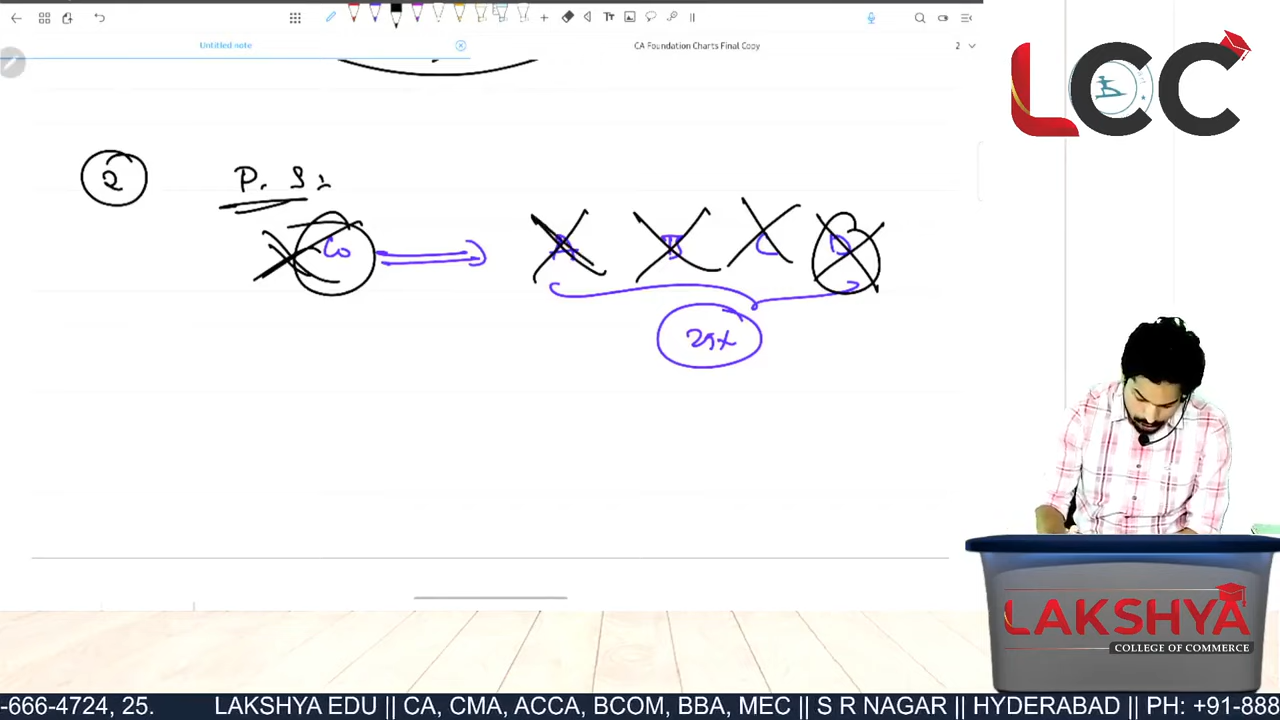 Untitled note
CA Foundation Charts Final Copy
2
LCC
2
P. S:
Co
A B C D
LAKSHYA
COLLEGE OF COMMERCE
-666-4724, 25. LAKSHYA EDU || CA, CMA, ACCA, BCOM, BBA, MEC || S R NAGAR || HYDERABAD || PH: +91-888